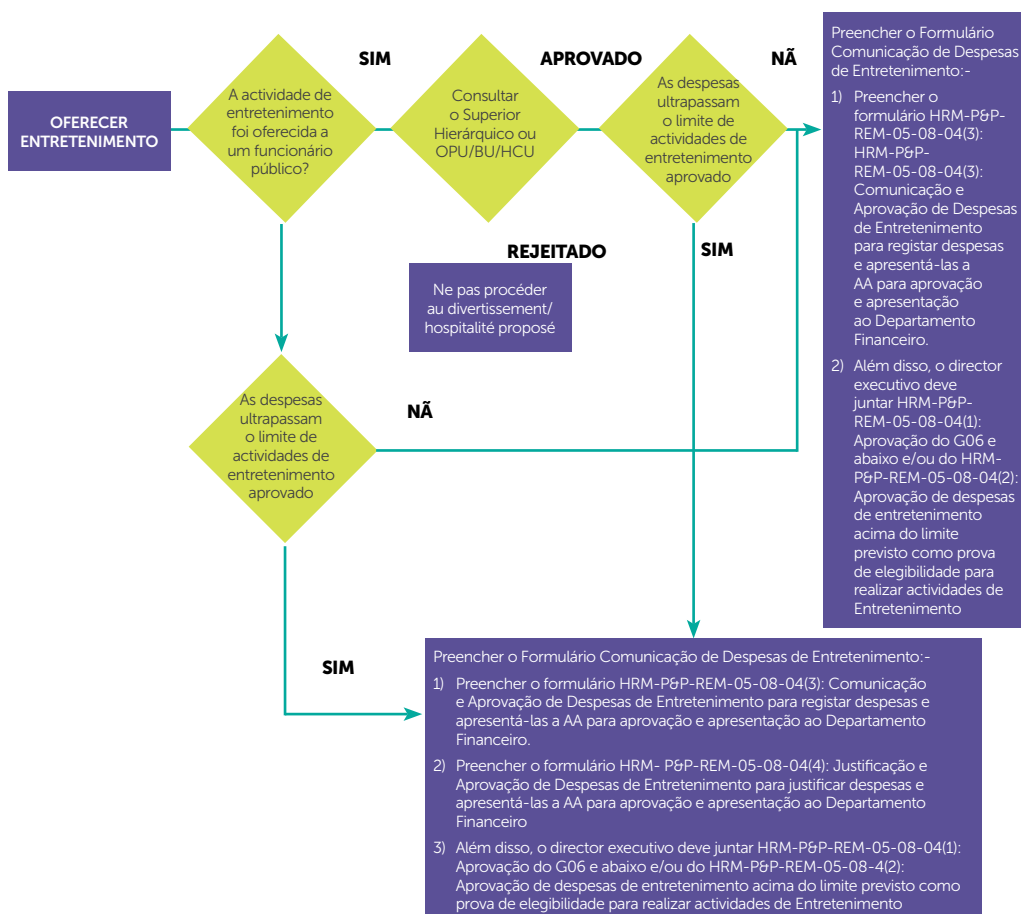 OFERECER
ENTRETENIMENTO
A actividade de
entretenimento
foi oferecida a
um funcionário
público?
SIM
Consultar
o Superior
Hierárquico ou
OPU/BU/HCU
APROVADO
As despesas
ultrapassam
o limite de
actividades de
entretenimento
aprovado
NÃ
Preencher o Formulário
Comunicação de Despesas
de Entretenimento:-
1) Preencher o
formulário HRM-P&P-
REM-05-08-04(3):
HRM-P&P-
REM-05-08-04(3):
Comunicação e
Aprovação de Despesas
de Entretenimento
para registar despesas
e apresentá-las a
AA para aprovação
e apresentação
ao Departamento
Financeiro.
2) Além disso, o director
executivo deve
juntar HRM-P&P-
REM-05-08-04(1):
Aprovação do G06 e
abaixo e/ou do HRM-
P&P-REM-05-08-04(2):
Aprovação de despesas
de entretenimento
acima do limite
previsto como prova
de elegibilidade para
realizar actividades de
Entretenimento
REJEITADO
SIM
Ne pas procéder
au divertissement/
hospitalité proposé
As despesas
ultrapassam
o limite de
actividades de
entretenimento
aprovado
NÃ
SIM
Preencher o Formulário Comunicação de Despesas de Entretenimento:-
1) Preencher o formulário HRM-P&P-REM-05-08-04(3): Comunicação
e Aprovação de Despesas de Entretenimento para registar despesas e
apresentá-las a AA para aprovação e apresentação ao Departamento
Financeiro.
2) Preencher o formulário HRM- P&P-REM-05-08-04(4): Justificação e
Aprovação de Despesas de Entretenimento para justificar despesas e
apresentá-las a AA para aprovação e apresentação ao Departamento
Financeiro
3) Além disso, o director executivo deve juntar HRM-P&P-REM-05-08-04(1):
Aprovação do G06 e abaixo e/ou do HRM-P&P-REM-05-08-4(2):
Aprovação de despesas de entretenimento acima do limite previsto como
prova de elegibilidade para realizar actividades de Entretenimento